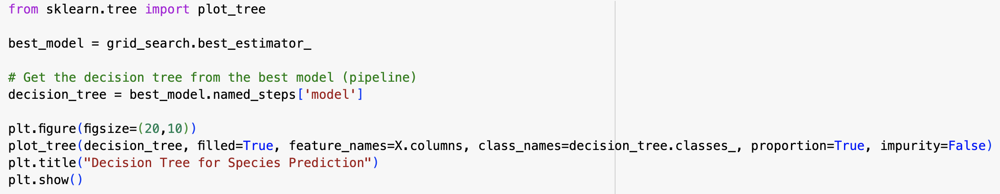 from sklearn.tree import plot_tree
best_model = grid_search.best_estimator_
# Get the decision tree from the best model (pipeline)
decision_tree = best_model.named_steps['model']
plt.figure(figsize=(20,10))
plot_tree(decision_tree, filled=True, feature_names=X.columns, class_names=decision_tree.classes_, proportion=True, impurity=False)
plt.title("Decision Tree for Species Prediction")
plt.show()